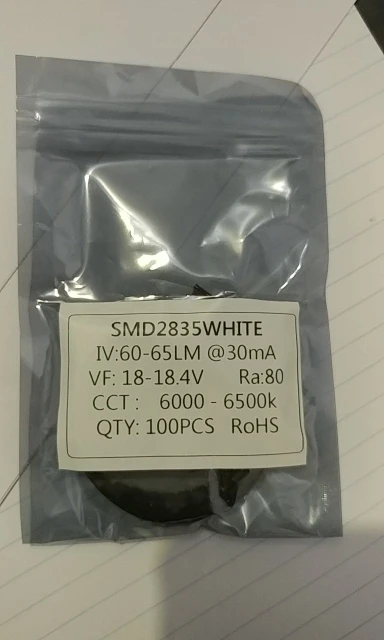 SMD2835WHITE
IV:60-65LM @30mA
VF: 18-18.4V Ra:80
CCT : 6000 - 6500k
QTY: 100PCS RoHS